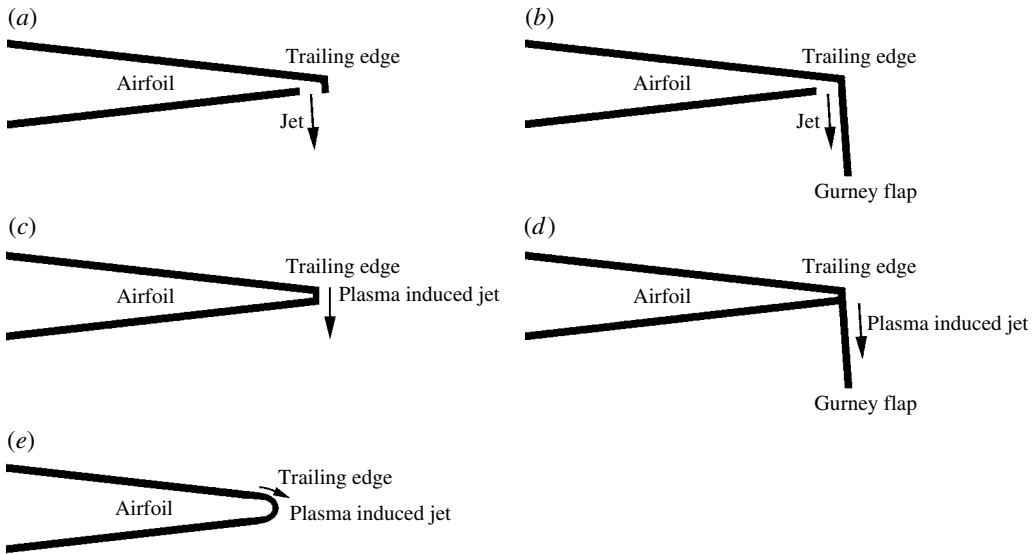 (a)
Trailing edge
Airfoil
Jet
(b)
Trailing edge
Airfoil
Jet
Gurney flap
(c)
Trailing edge
Airfoil
Plasma induced jet
(d)
Trailing edge
Airfoil
Plasma induced jet
Gurney flap
(e)
Trailing edge
Airfoil
Plasma induced jet